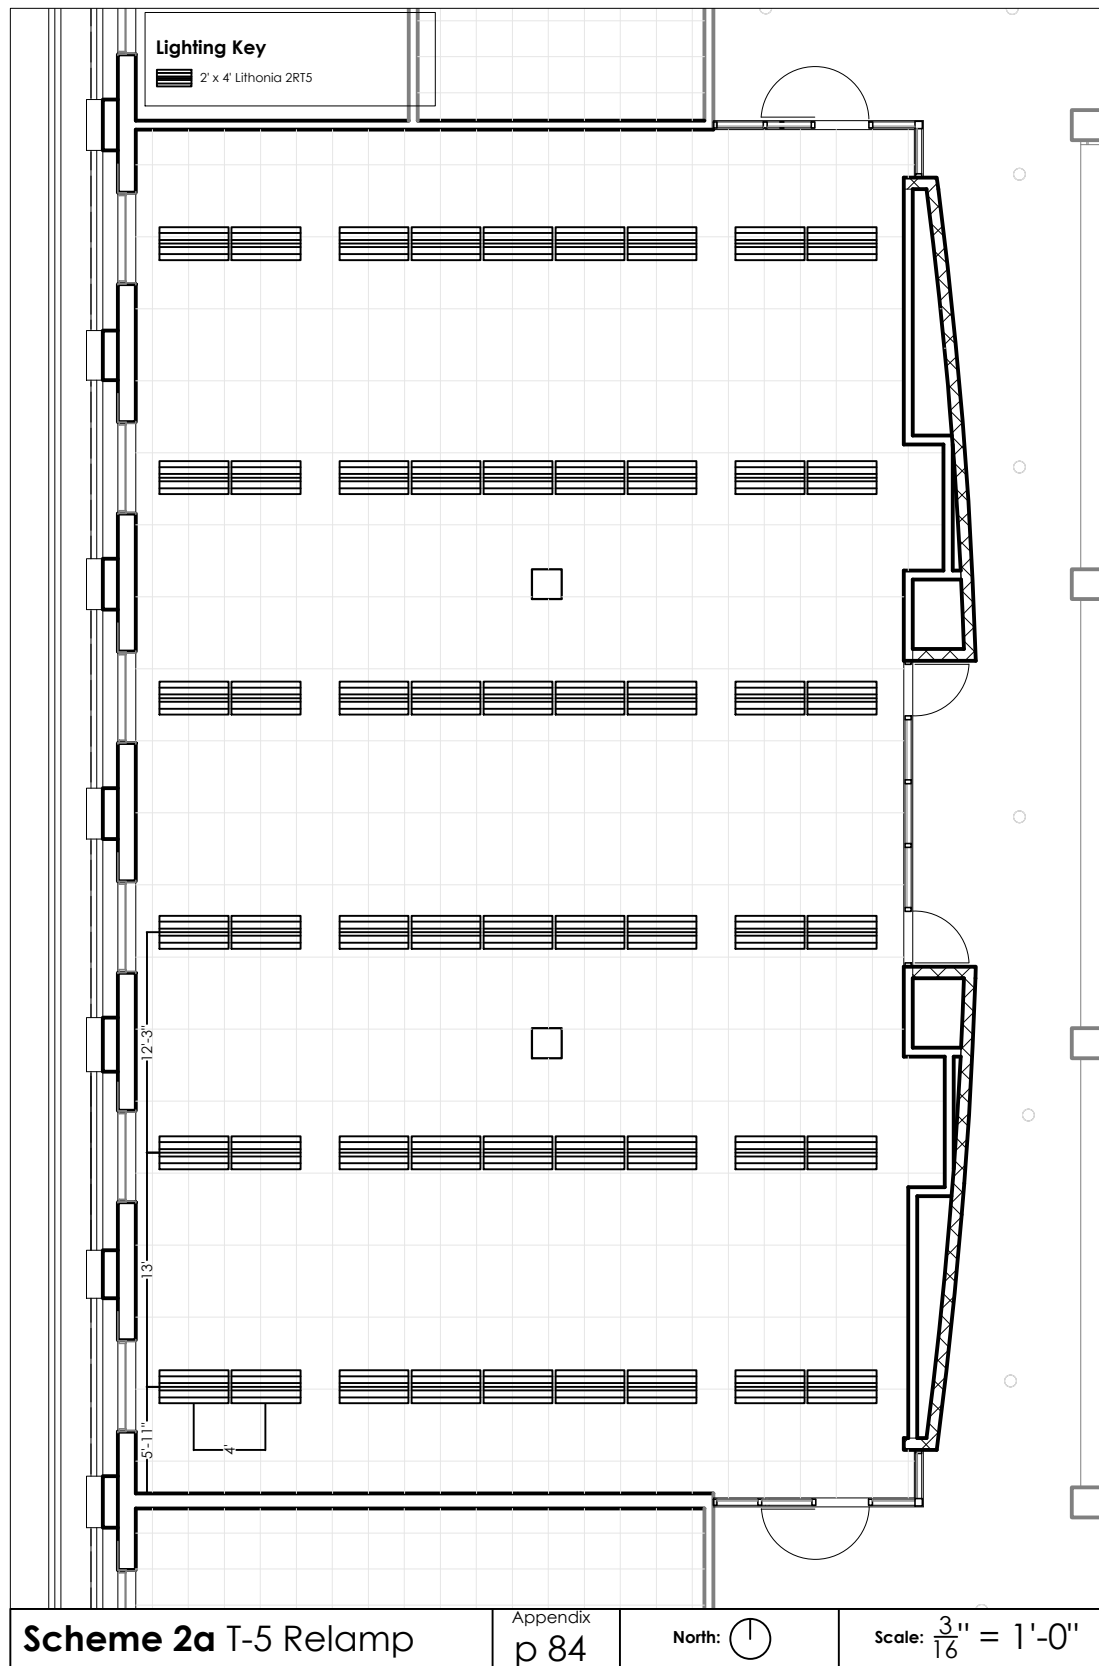 Lighting Key
2' x 4' Lithonia 2RT5
12'-3"
13'
5'-11"
4'
Scheme 2a T-5 Relamp
Appendix
p 84
North:
Scale: 3/16" = 1'-0"